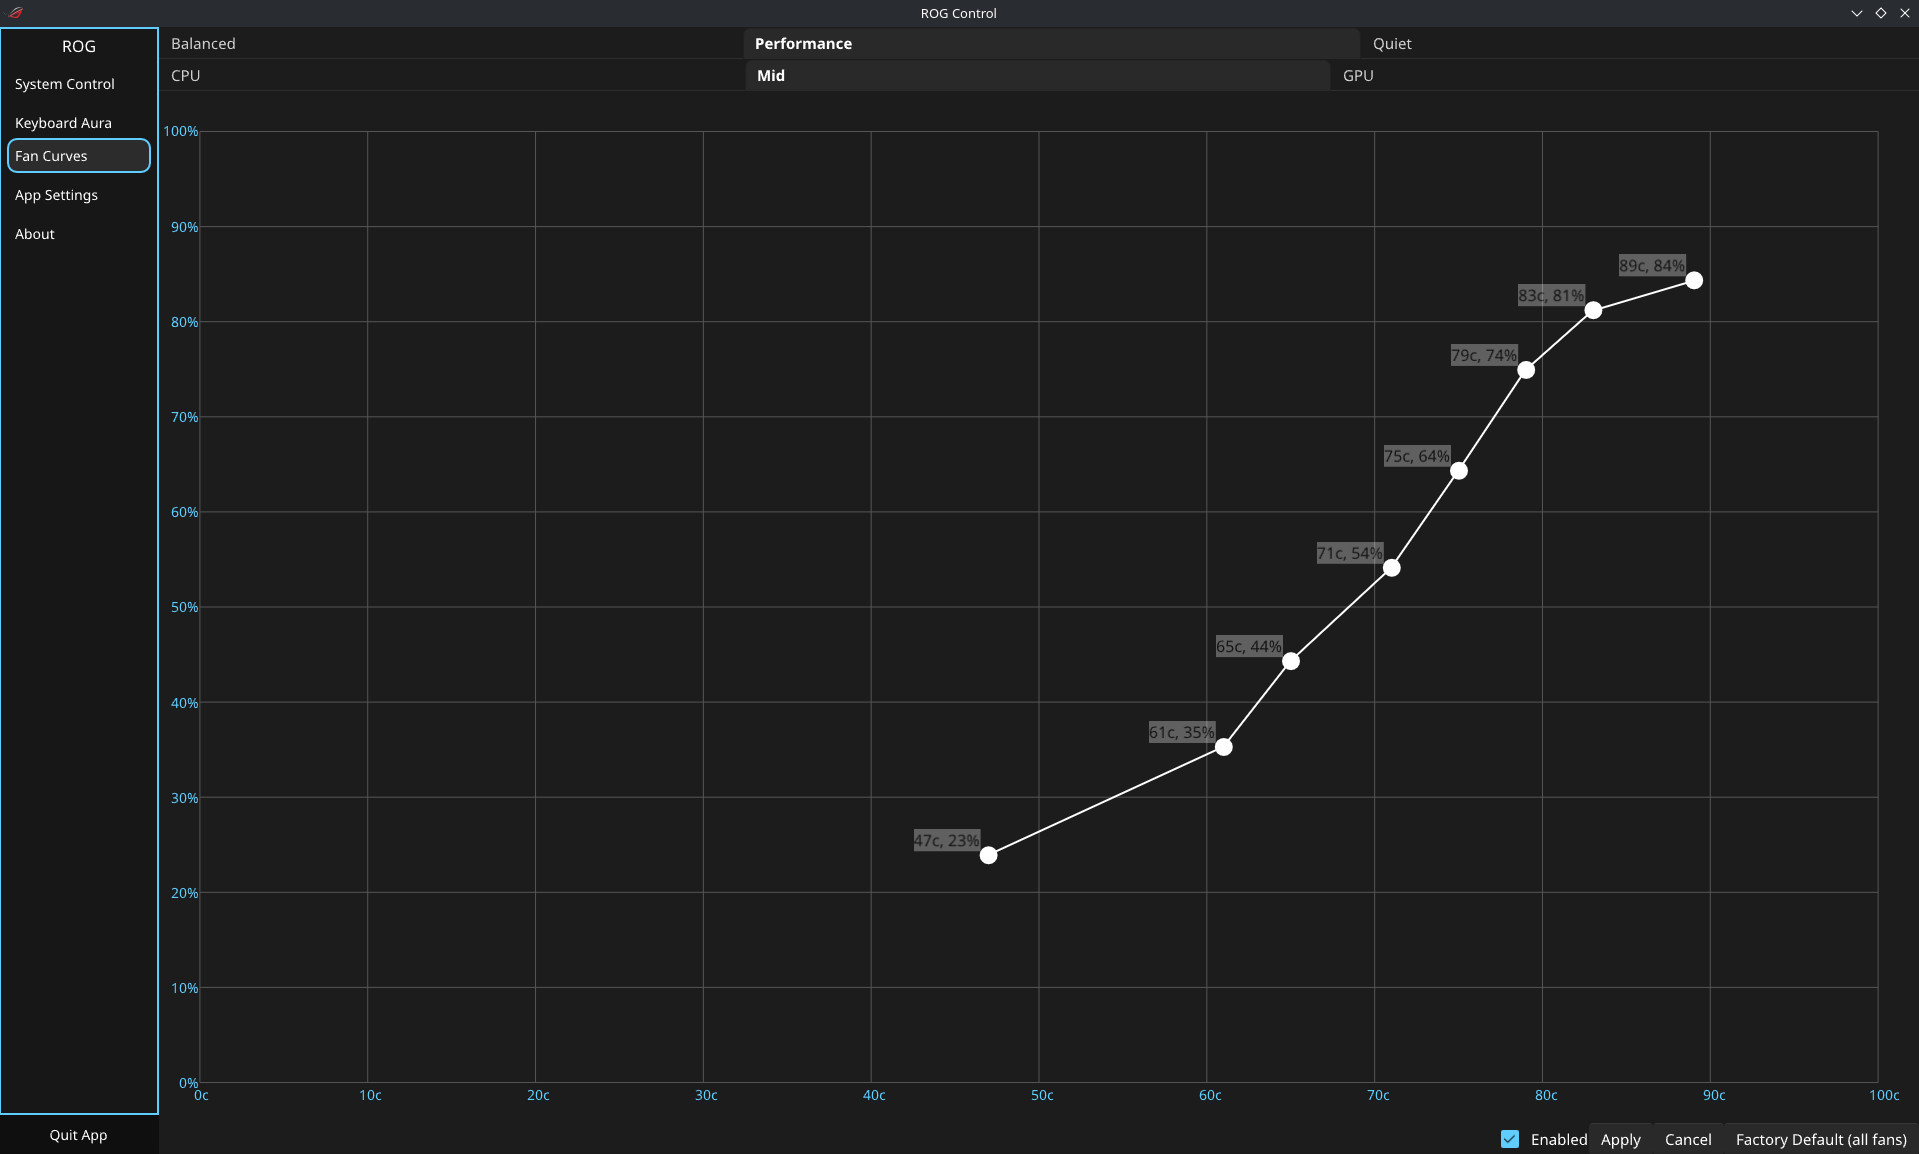 ROG Control
ROG
System Control
Keyboard Aura
Fan Curves
App Settings
About
Quit App
Balanced
Performance
Quiet
CPU
Mid
GPU
100%
90%
80%
70%
60%
50%
40%
30%
20%
10%
0%
89c, 84%
83c, 81%
79c, 74%
75c, 64%
71c, 54%
65c, 44%
61c, 35%
47c, 23%
0c
10c
20c
30c
40c
50c
60c
70c
80c
90c
100c
Enabled
Apply
Cancel
Factory Default (all fans)